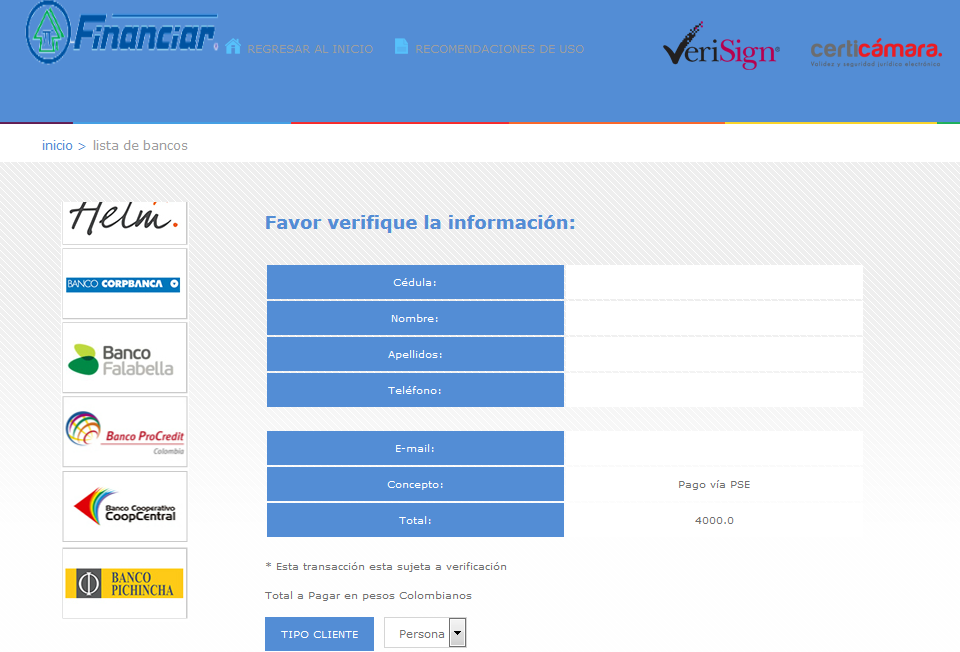 Financiar
REGRESAR AL INICIO
RECOMENDACIONES DE USO
VeriSign
certicámara.
Validez y seguridad jurídica electrónica
inicio > lista de bancos
Helm.
BANCO CORPBANCA
Banco
Falabella
Banco ProCredit
Colombia
Banco Cooperativo
CoopCentral
BANCO
PICHINCHA
Favor verifique la información:
Cédula:
Nombre:
Apellidos:
Teléfono:
E-mail:
Concepto: Pago vía PSE
Total: 4000.0
* Esta transacción esta sujeta a verificación
Total a Pagar en pesos Colombianos
TIPO CLIENTE Persona